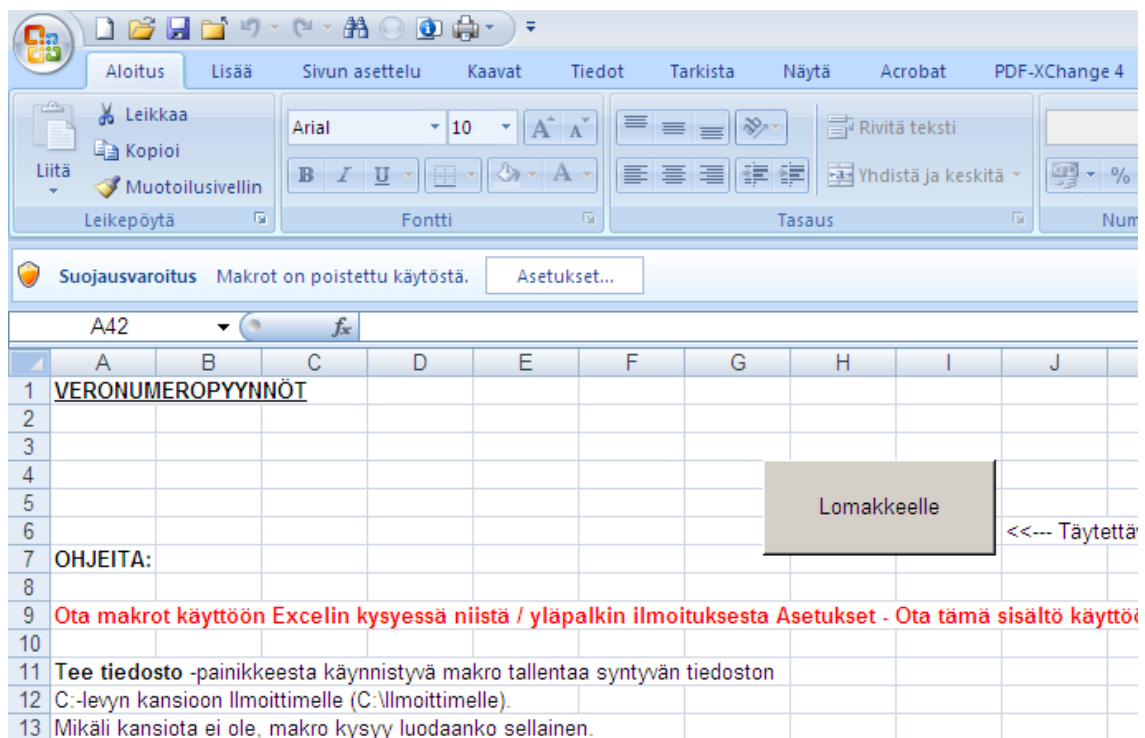 Aloitus Lisää Sivun asettelu Kaavat Tiedot Tarkista Näytä Acrobat PDF-XChange 4
Liitä
Leikkaa
Kopioi
Muotoilusivellin
Arial 10 A A
B I U A
Rivitä teksti
Yhdistä ja keskitä
%
Leikepöytä Fontti Tasaus Num
Suojausvaroitus Makrot on poistettu käytöstä. Asetukset...
A42 fx
A B C D E F G H I J
1 VERONUMEROPYYNNÖT
2
3
4
5
Lomakkeelle
6 <<--- Täytettäv
7 OHJEITA:
8
9 Ota makrot käyttöön Excelin kysyessä niistä / yläpalkin ilmoituksesta Asetukset - Ota tämä sisältö käyttöö
10
11 Tee tiedosto -painikkeesta käynnistyvä makro tallentaa syntyvän tiedoston
12 C:-levyn kansioon Ilmoittimelle (C:\Ilmoittimelle).
13 Mikäli kansiota ei ole, makro kysyy luodaanko sellainen.